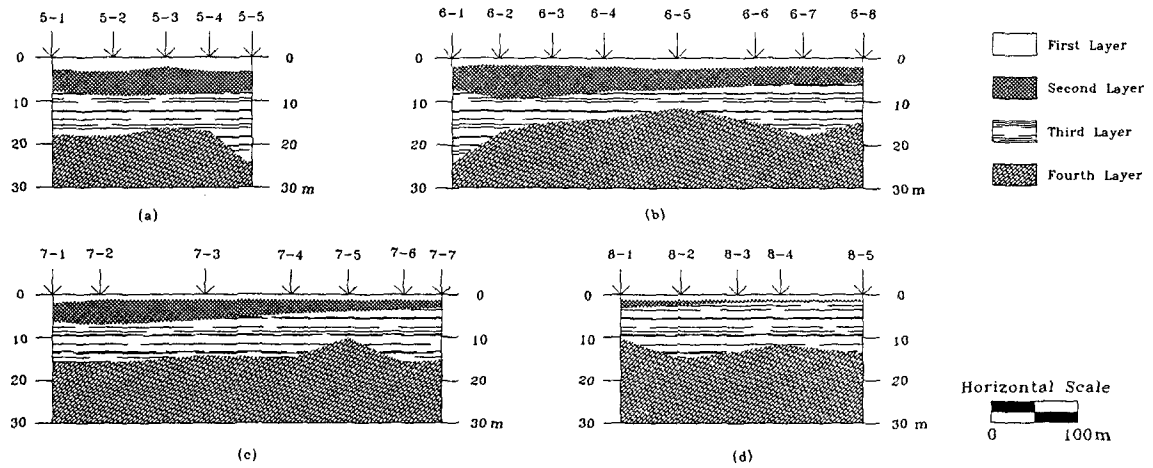 5-1 5-2 5-3 5-4 5-5
0 0
10 10
20 20
30 30 m
(a)
6-1 6-2 6-3 6-4 6-5 6-6 6-7 6-8
0 0
10 10
20 20
30 30 m
(b)
First Layer
Second Layer
Third Layer
Fourth Layer
7-1 7-2 7-3 7-4 7-5 7-6 7-7
0 0
10 10
20 20
30 30 m
(c)
8-1 8-2 8-3 8-4 8-5
0 0
10 10
20 20
30 30 m
(d)
Horizontal Scale
0 100m